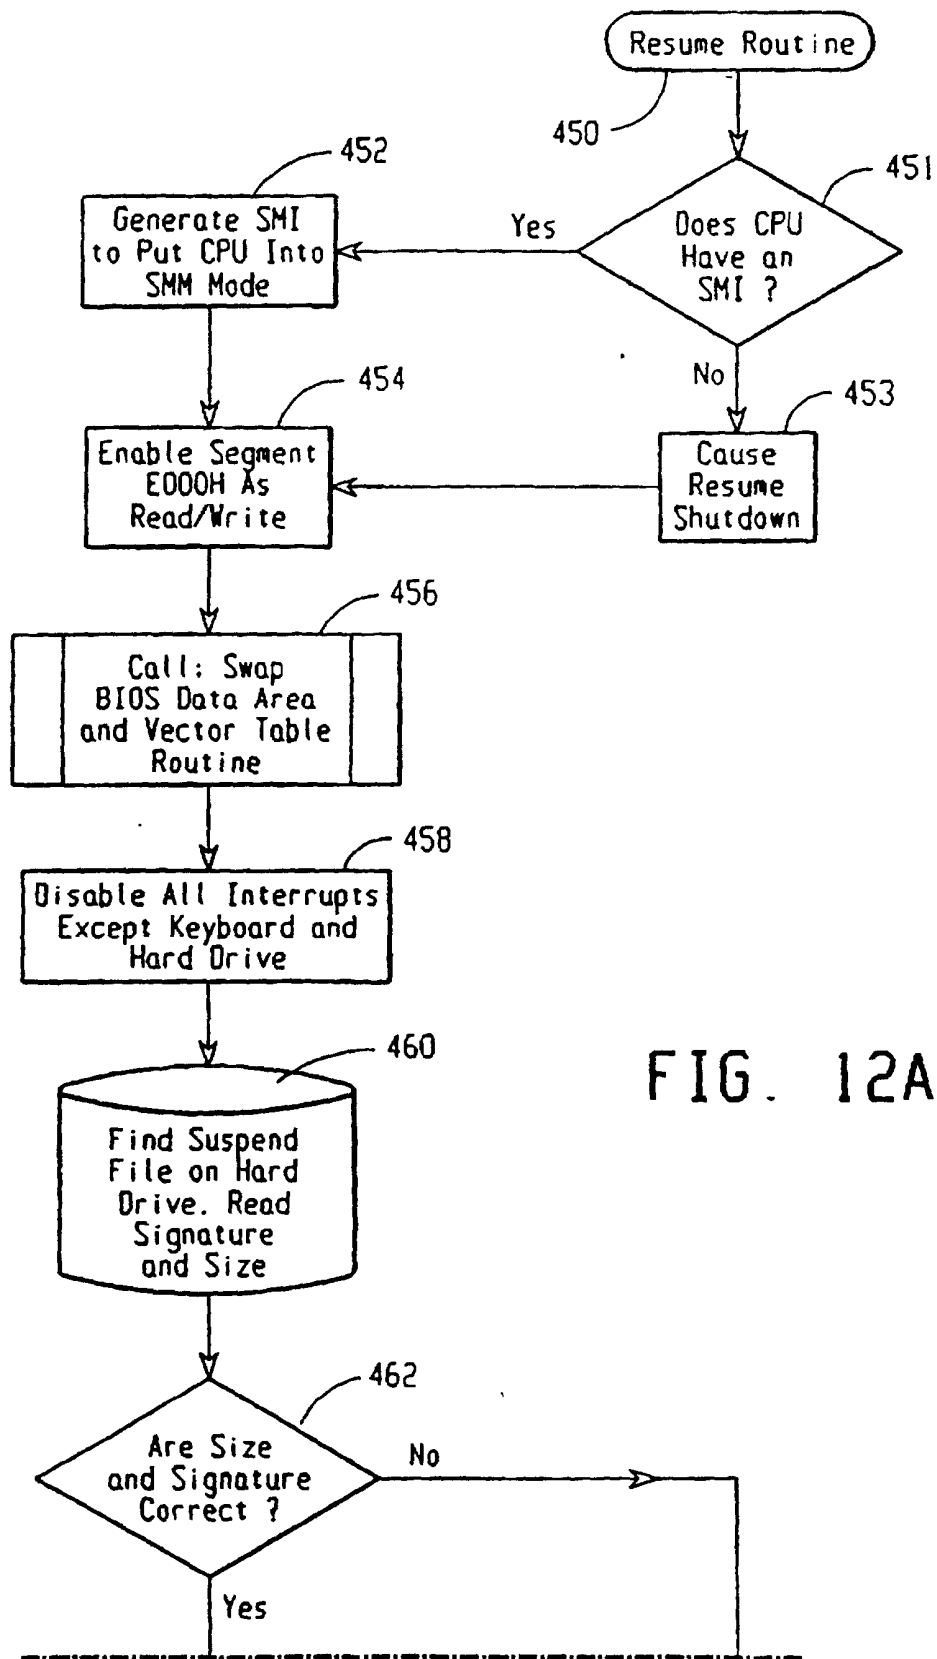 Resume Routine
450
451
Does CPU
Have an
SMI ?
Yes
No
452
Generate SMI
to Put CPU Into
SMM Mode
453
Cause
Resume
Shutdown
454
Enable Segment
E000H As
Read/Write
456
Call: Swap
BIOS Data Area
and Vector Table
Routine
458
Disable All Interrupts
Except Keyboard and
Hard Drive
460
Find Suspend
File on Hard
Drive. Read
Signature
and Size
FIG. 12A
462
Are Size
and Signature
Correct ?
No
Yes